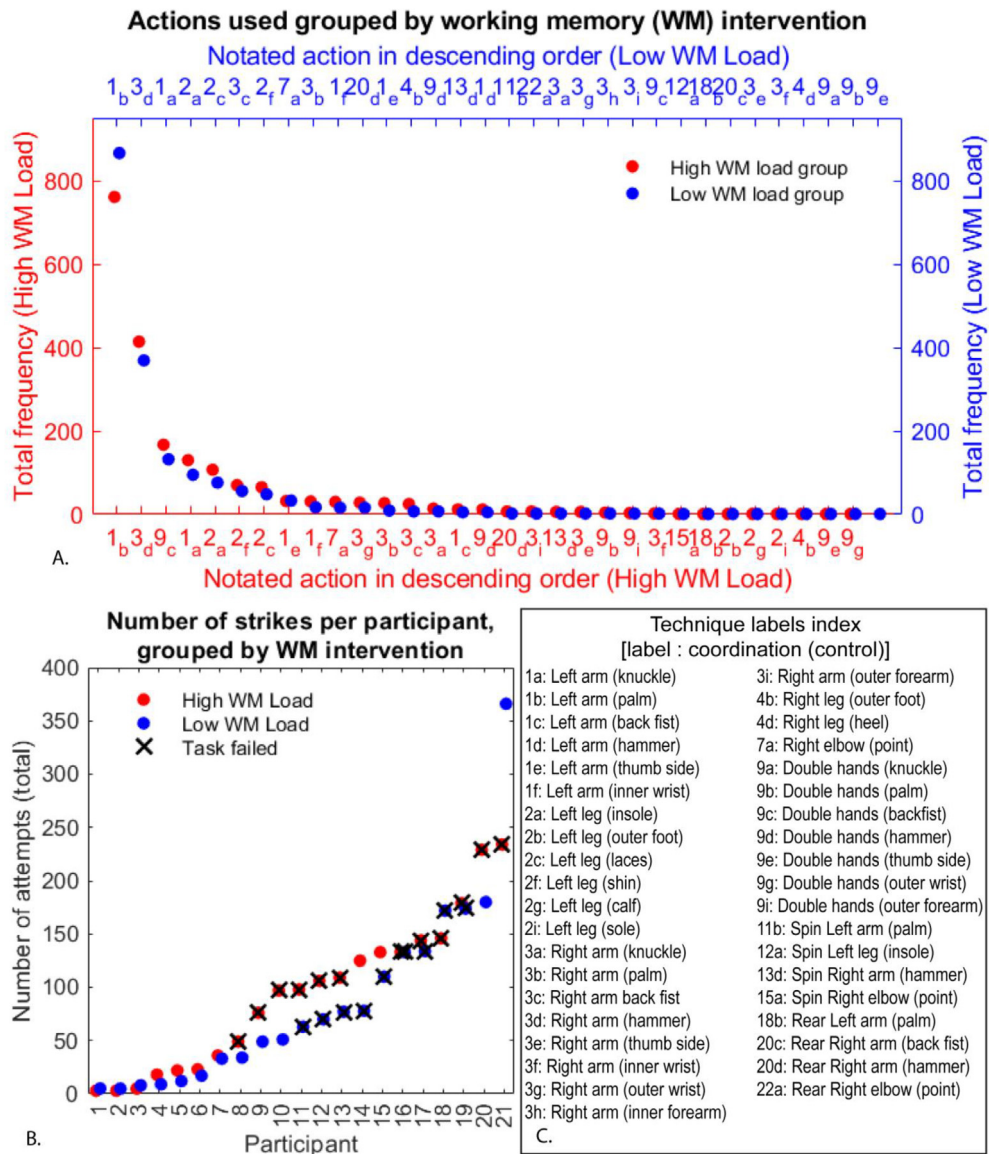 Actions used grouped by working memory (WM) intervention
Notated action in descending order (Low WM Load)
1b 3d 1a 2a 2c 3c 2f 7a 3b 1f 20d 1e 4b 9d 13d 1d 11b 22a 3a 3g 3h 3i 9c 12a 18b 20c 3e 3f 4d 9a 9b 9e
Total frequency (High WM Load)
800
600
400
200
0
High WM load group
Low WM load group
800
600
400
200
0
Total frequency (Low WM Load)
1b 3d 9c 1a 2a 2f 2c 1e 1f 7a 3g 3b 3c 3a 1c 9d 20d 3i 13d 3e 9b 9i 3f 15a 18b 2b 2g 2i 4b 9e 9g
A.
Notated action in descending order (High WM Load)
Number of strikes per participant,
grouped by WM intervention
Number of attempts (total)
400
350
300
250
200
150
100
50
0
High WM Load
Low WM Load
Task failed
1 2 3 4 5 6 7 8 9 10 11 12 13 14 15 16 17 18 19 20 21
Participant
B.
Technique labels index
[label : coordination (control)]
1a: Left arm (knuckle)
1b: Left arm (palm)
1c: Left arm (back fist)
1d: Left arm (hammer)
1e: Left arm (thumb side)
1f: Left arm (inner wrist)
2a: Left leg (insole)
2b: Left leg (outer foot)
2c: Left leg (laces)
2f: Left leg (shin)
2g: Left leg (calf)
2i: Left leg (sole)
3a: Right arm (knuckle)
3b: Right arm (palm)
3c: Right arm back fist
3d: Right arm (hammer)
3e: Right arm (thumb side)
3f: Right arm (inner wrist)
3g: Right arm (outer wrist)
3h: Right arm (inner forearm)
3i: Right arm (outer forearm)
4b: Right leg (outer foot)
4d: Right leg (heel)
7a: Right elbow (point)
9a: Double hands (knuckle)
9b: Double hands (palm)
9c: Double hands (backfist)
9d: Double hands (hammer)
9e: Double hands (thumb side)
9g: Double hands (outer wrist)
9i: Double hands (outer forearm)
11b: Spin Left arm (palm)
12a: Spin Left leg (insole)
13d: Spin Right arm (hammer)
15a: Spin Right elbow (point)
18b: Rear Left arm (palm)
20c: Rear Right arm (back fist)
20d: Rear Right arm (hammer)
22a: Rear Right elbow (point)
C.